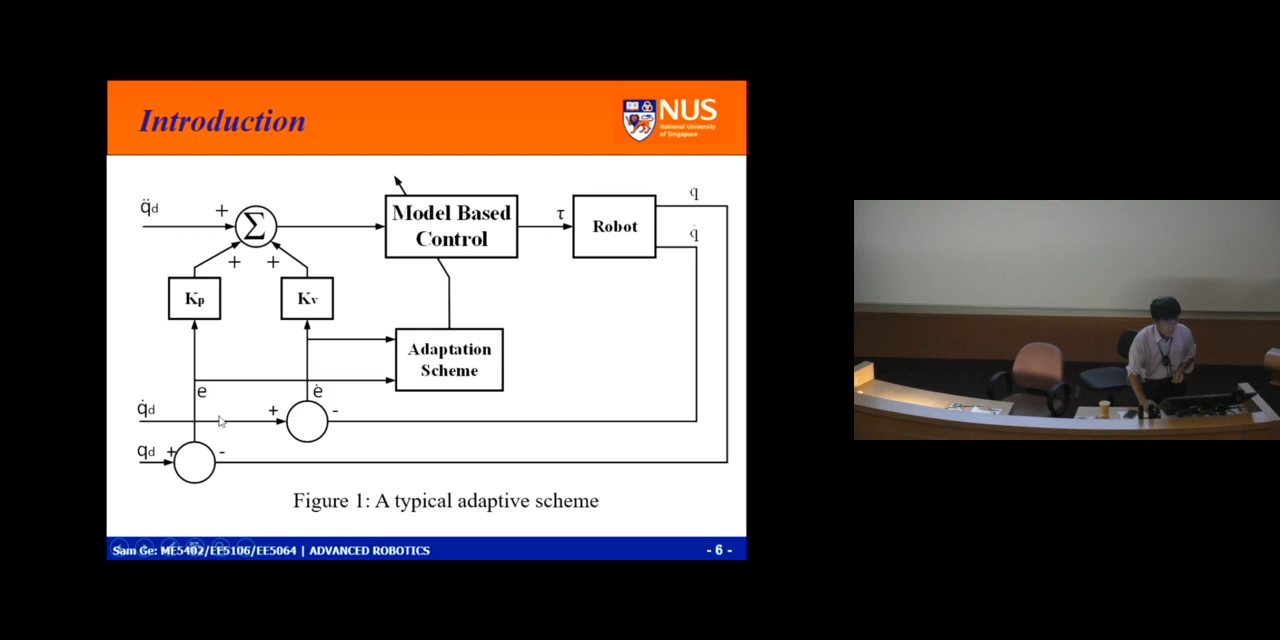 Introduction
NUS
National University
of Singapore
q̈d
+
Σ
Model Based
Control
τ
Robot
q
q̇
+
+
Kp
Kv
Adaptation
Scheme
e
ė
q̇d
+
-
qd
+
-
Figure 1: A typical adaptive scheme
Sam Ge: ME5402/EE5106/EE5064 | ADVANCED ROBOTICS
- 6 -